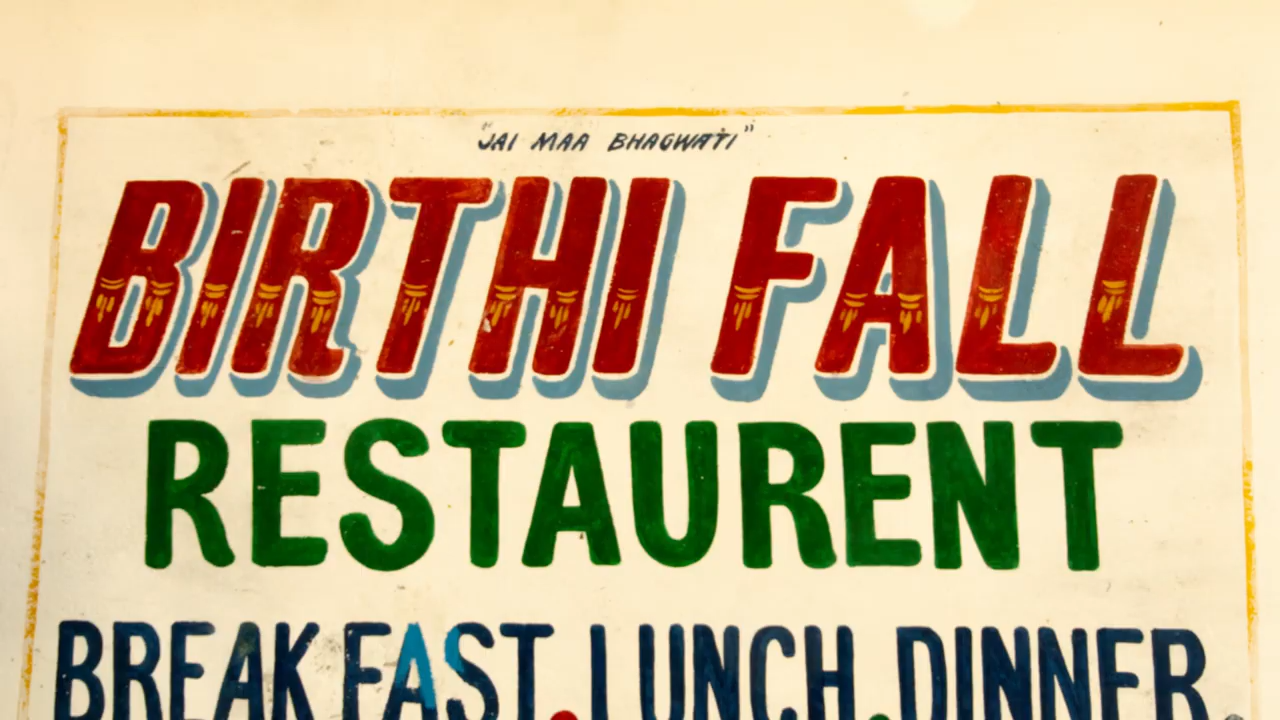 "JAI MAA BHAGWATI"
BIRTHI FALL
RESTAURENT
BREAKFAST. LUNCH. DINNER